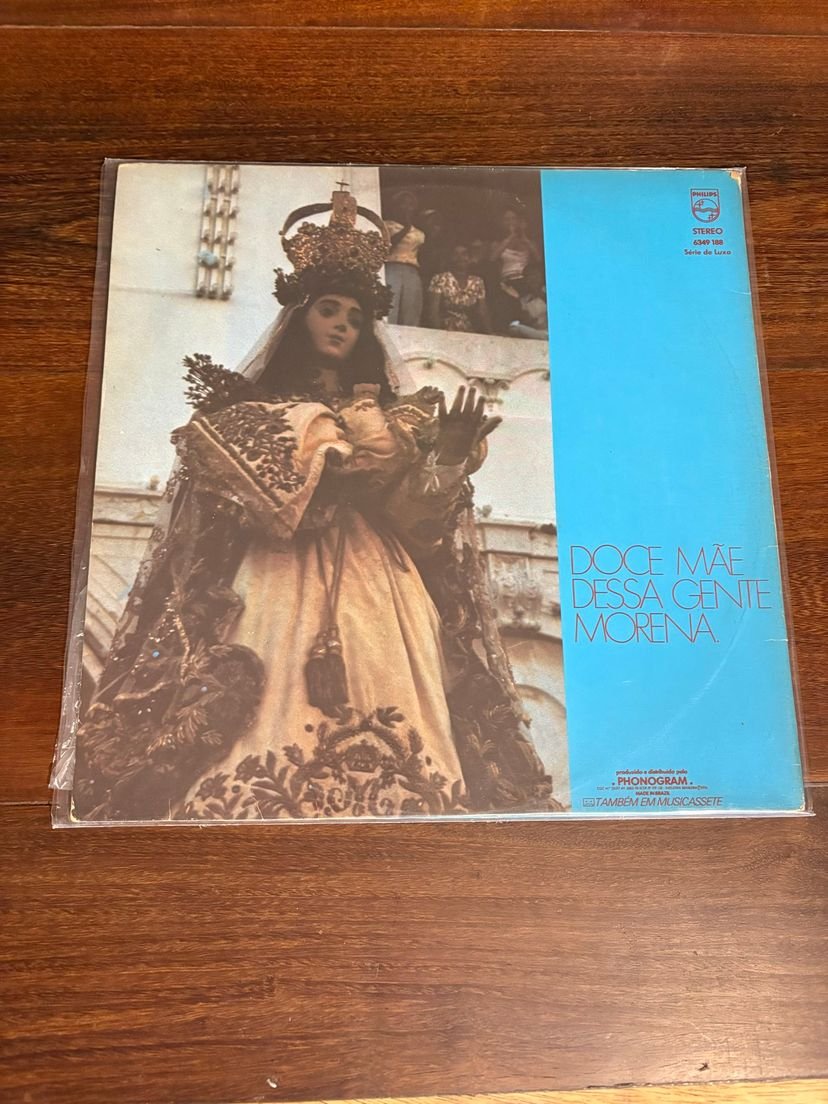 PHILIPS
STEREO
6349 188
Série de Luxo
DOCE MÃE
DESSA GENTE
MORENA.
produzido e distribuido pela
. PHONOGRAM .
MADE IN BRAZIL
TAMBÉM EM MUSICASSETE